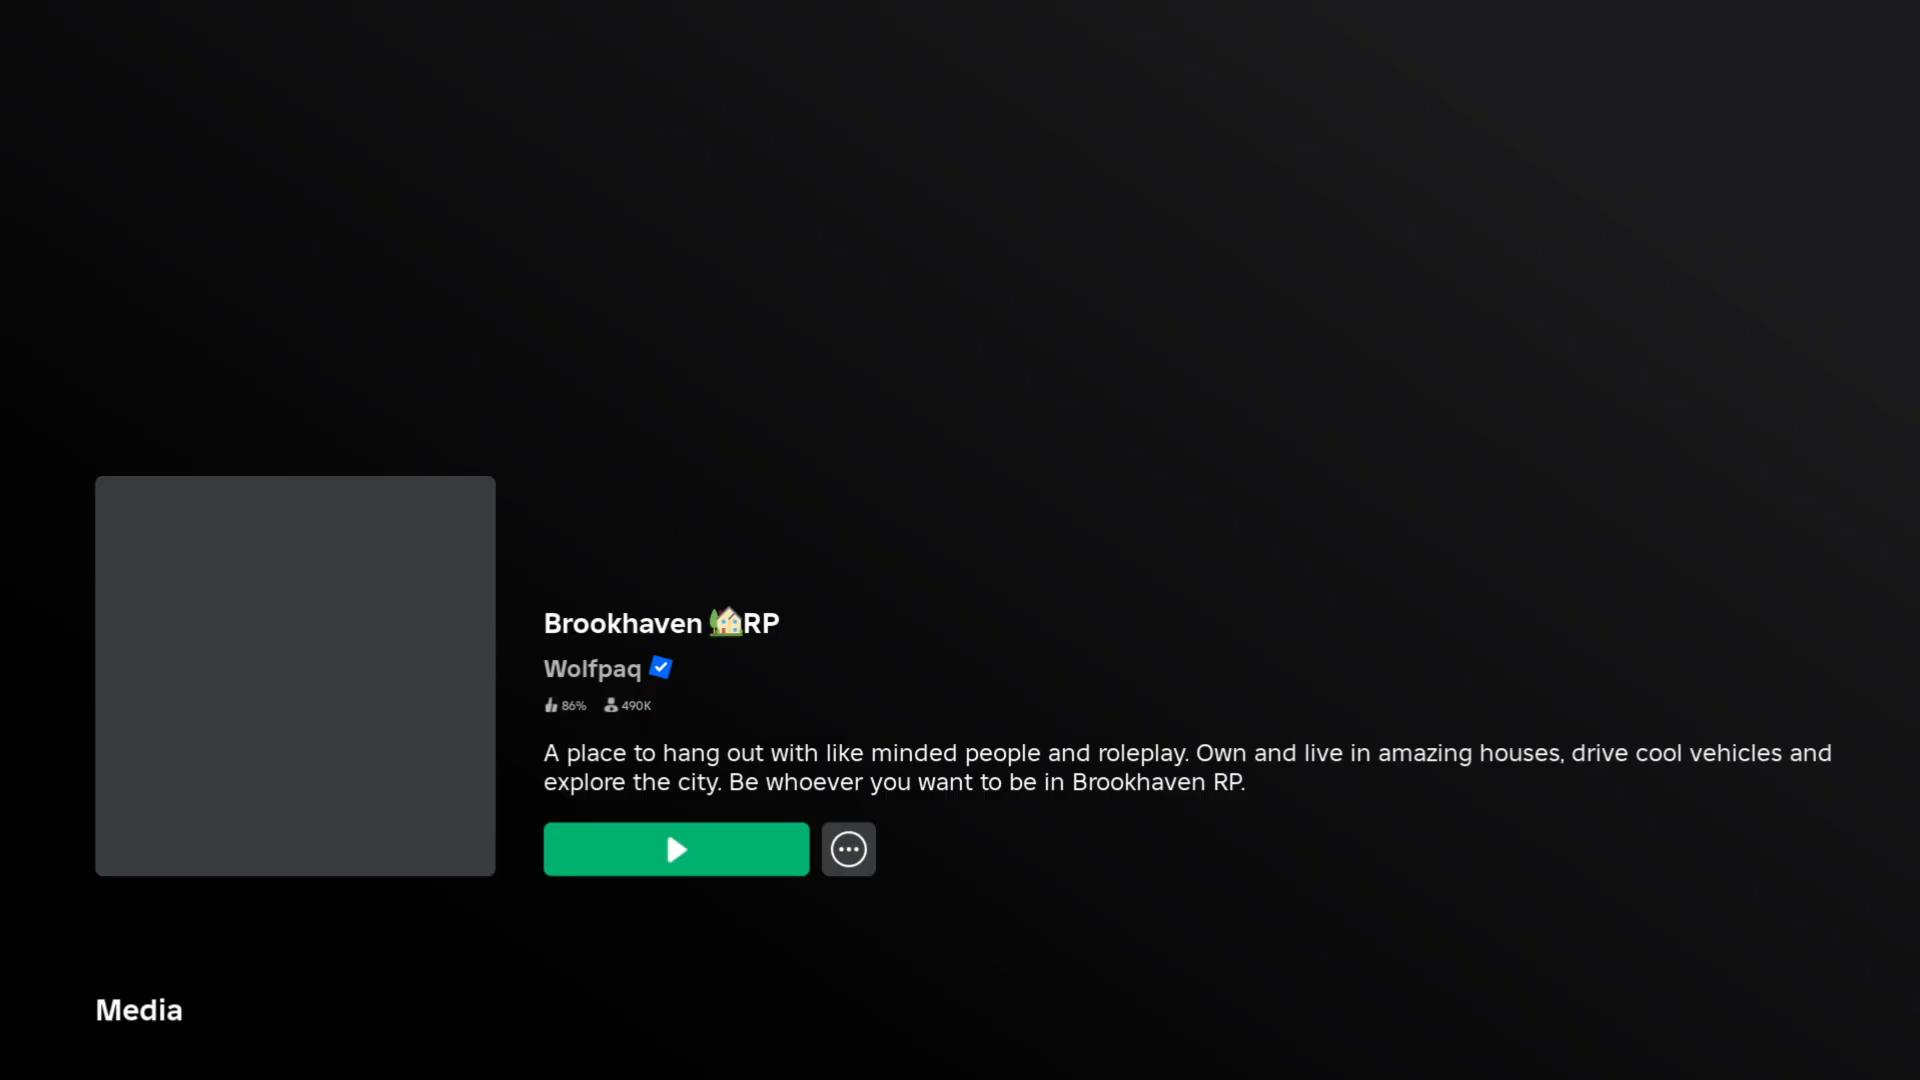 Brookhaven 🏡RP
Wolfpaq
86% 490K
A place to hang out with like minded people and roleplay. Own and live in amazing houses, drive cool vehicles and
explore the city. Be whoever you want to be in Brookhaven RP.
Media